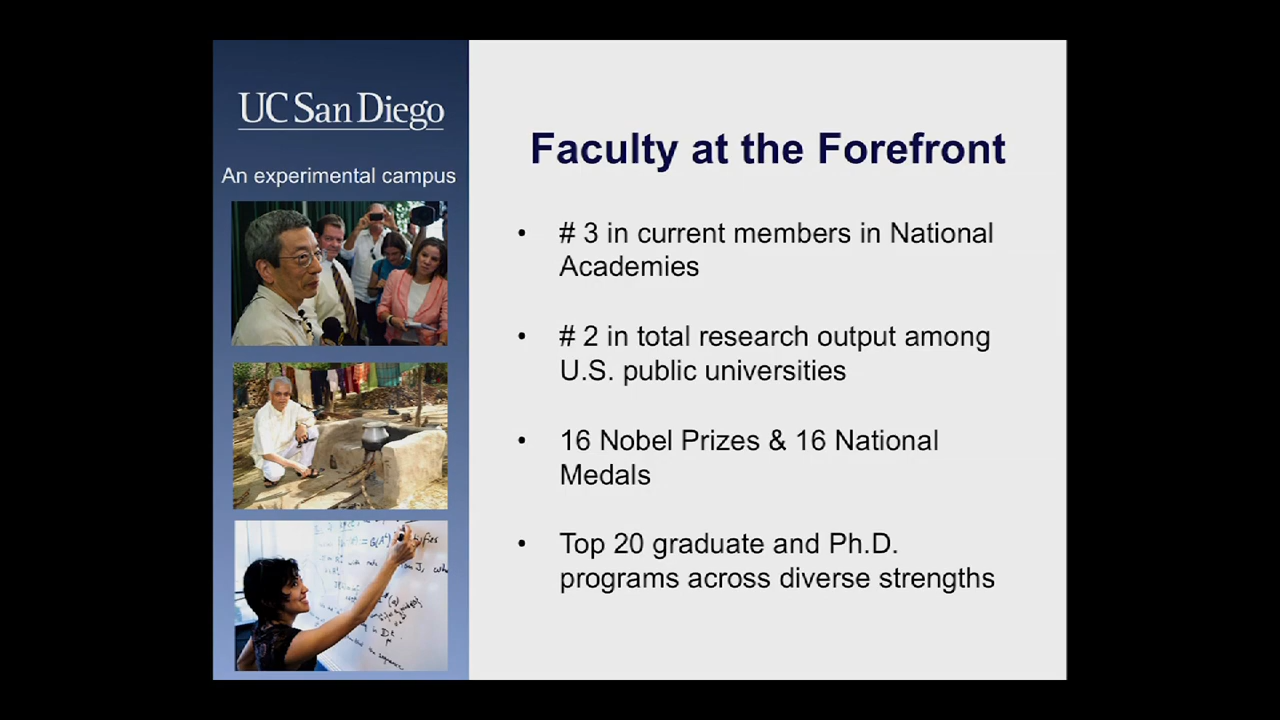 UC San Diego
An experimental campus
Faculty at the Forefront
• # 3 in current members in National
Academies
• # 2 in total research output among
U.S. public universities
• 16 Nobel Prizes & 16 National
Medals
• Top 20 graduate and Ph.D.
programs across diverse strengths